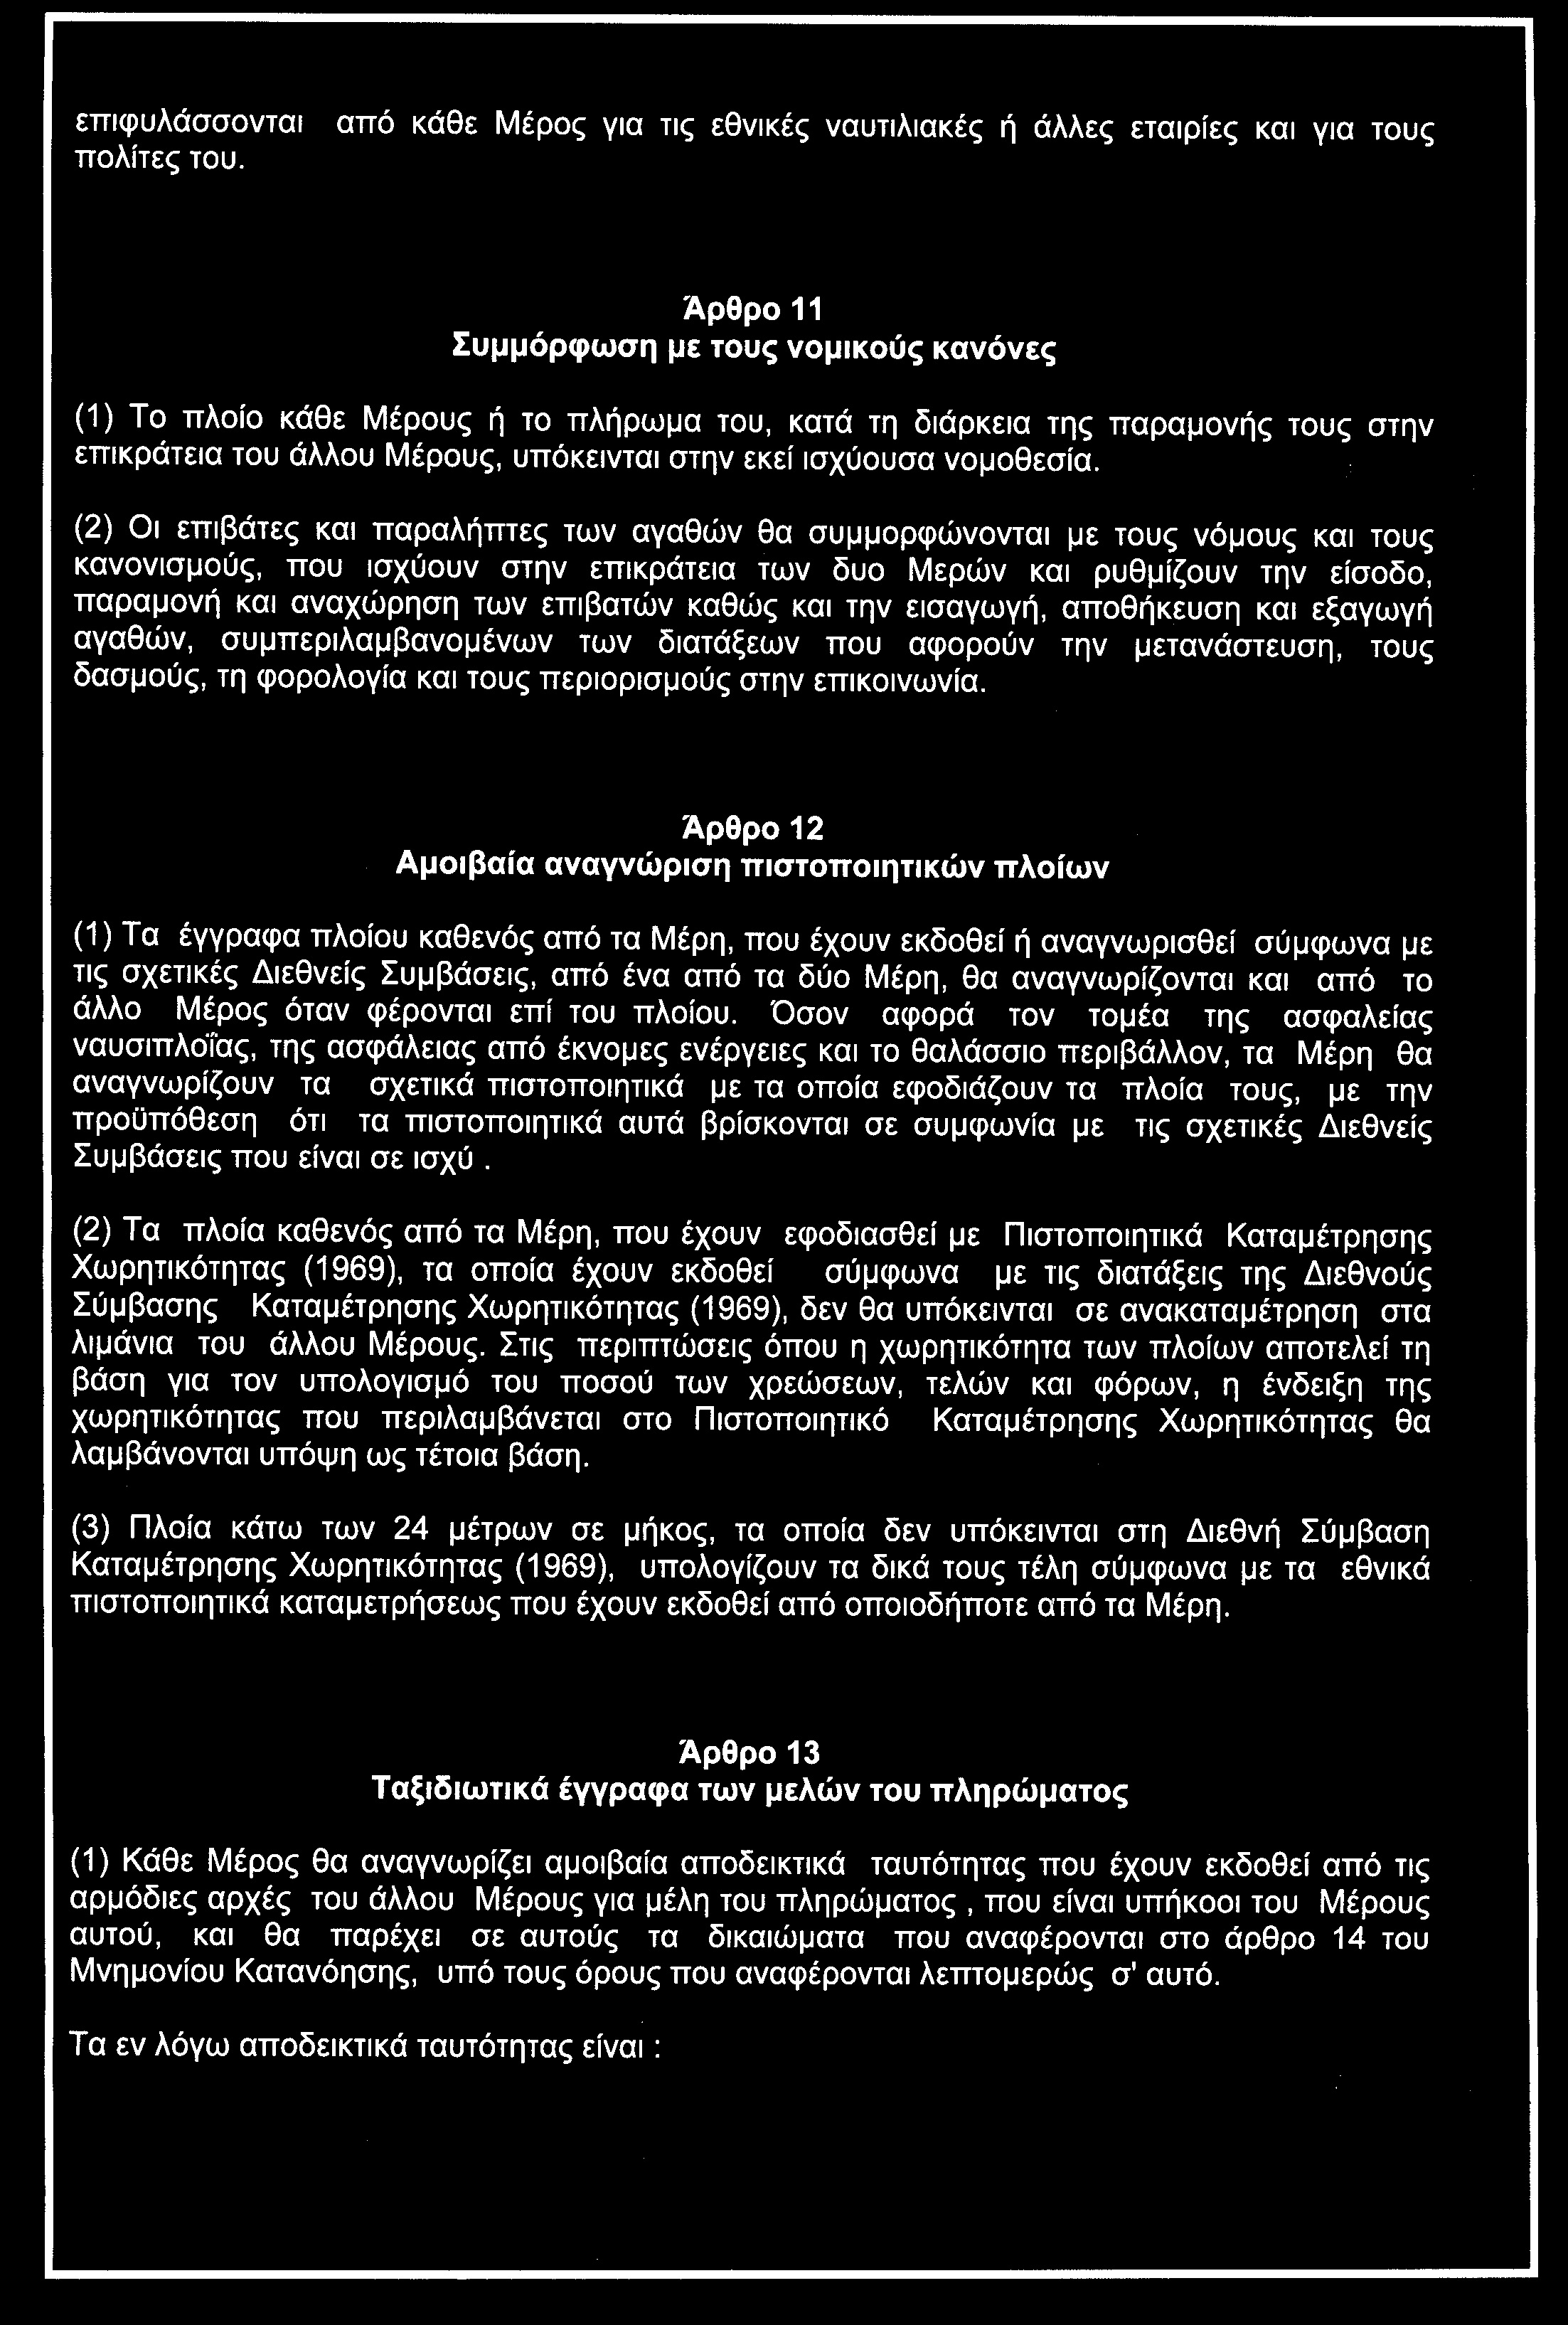 επιφυλάσσονται από κάθε Μέρος για τις εθνικές ναυτιλιακές ή άλλες εταιρίες και για τους
πολίτες του.
Άρθρο 11
Συμμόρφωση με τους νομικούς κανόνες
(1) Το πλοίο κάθε Μέρους ή το πλήρωμα του, κατά τη διάρκεια της παραμονής τους στην
επικράτεια του άλλου Μέρους, υπόκεινται στην εκεί ισχύουσα νομοθεσία.
(2) Οι επιβάτες και παραλήπτες των αγαθών θα συμμορφώνονται με τους νόμους και τους
κανονισμούς, που ισχύουν στην επικράτεια των δυο Μερών και ρυθμίζουν την είσοδο,
παραμονή και αναχώρηση των επιβατών καθώς και την εισαγωγή, αποθήκευση και εξαγωγή
αγαθών, συμπεριλαμβανομένων των διατάξεων που αφορούν την μετανάστευση, τους
δασμούς, τη φορολογία και τους περιορισμούς στην επικοινωνία.
Άρθρο 12
Αμοιβαία αναγνώριση πιστοποιητικών πλοίων
(1) Τα έγγραφα πλοίου καθενός από τα Μέρη, που έχουν εκδοθεί ή αναγνωρισθεί σύμφωνα με
τις σχετικές Διεθνείς Συμβάσεις, από ένα από τα δύο Μέρη, θα αναγνωρίζονται και από το
άλλο Μέρος όταν φέρονται επί του πλοίου. Όσον αφορά τον τομέα της ασφαλείας
ναυσιπλοΐας, της ασφάλειας από έκνομες ενέργειες και το θαλάσσιο περιβάλλον, τα Μέρη θα
αναγνωρίζουν τα σχετικά πιστοποιητικά με τα οποία εφοδιάζουν τα πλοία τους, με την
προϋπόθεση ότι τα πιστοποιητικά αυτά βρίσκονται σε συμφωνία με τις σχετικές Διεθνείς
Συμβάσεις που είναι σε ισχύ .
(2) Τα πλοία καθενός από τα Μέρη, που έχουν εφοδιασθεί με Πιστοποιητικά Καταμέτρησης
Χωρητικότητας (1969), τα οποία έχουν εκδοθεί σύμφωνα με τις διατάξεις της Διεθνούς
Σύμβασης Καταμέτρησης Χωρητικότητας (1969), δεν θα υπόκεινται σε ανακαταμέτρηση στα
λιμάνια του άλλου Μέρους. Στις περιπτώσεις όπου η χωρητικότητα των πλοίων αποτελεί τη
βάση για τον υπολογισμό του ποσού των χρεώσεων, τελών και φόρων, η ένδειξη της
χωρητικότητας που περιλαμβάνεται στο Πιστοποιητικό Καταμέτρησης Χωρητικότητας θα
λαμβάνονται υπόψη ως τέτοια βάση.
(3) Πλοία κάτω των 24 μέτρων σε μήκος, τα οποία δεν υπόκεινται στη Διεθνή Σύμβαση
Καταμέτρησης Χωρητικότητας (1969), υπολογίζουν τα δικά τους τέλη σύμφωνα με τα εθνικά
πιστοποιητικά καταμετρήσεως που έχουν εκδοθεί από οποιοδήποτε από τα Μέρη.
Άρθρο 13
Ταξιδιωτικά έγγραφα των μελών του πληρώματος
(1) Κάθε Μέρος θα αναγνωρίζει αμοιβαία αποδεικτικά ταυτότητας που έχουν εκδοθεί από τις
αρμόδιες αρχές του άλλου Μέρους για μέλη του πληρώματος , που είναι υπήκοοι του Μέρους
αυτού, και θα παρέχει σε αυτούς τα δικαιώματα που αναφέρονται στο άρθρο 14 του
Μνημονίου Κατανόησης, υπό τους όρους που αναφέρονται λεπτομερώς σ' αυτό.
Τα εν λόγω αποδεικτικά ταυτότητας είναι :